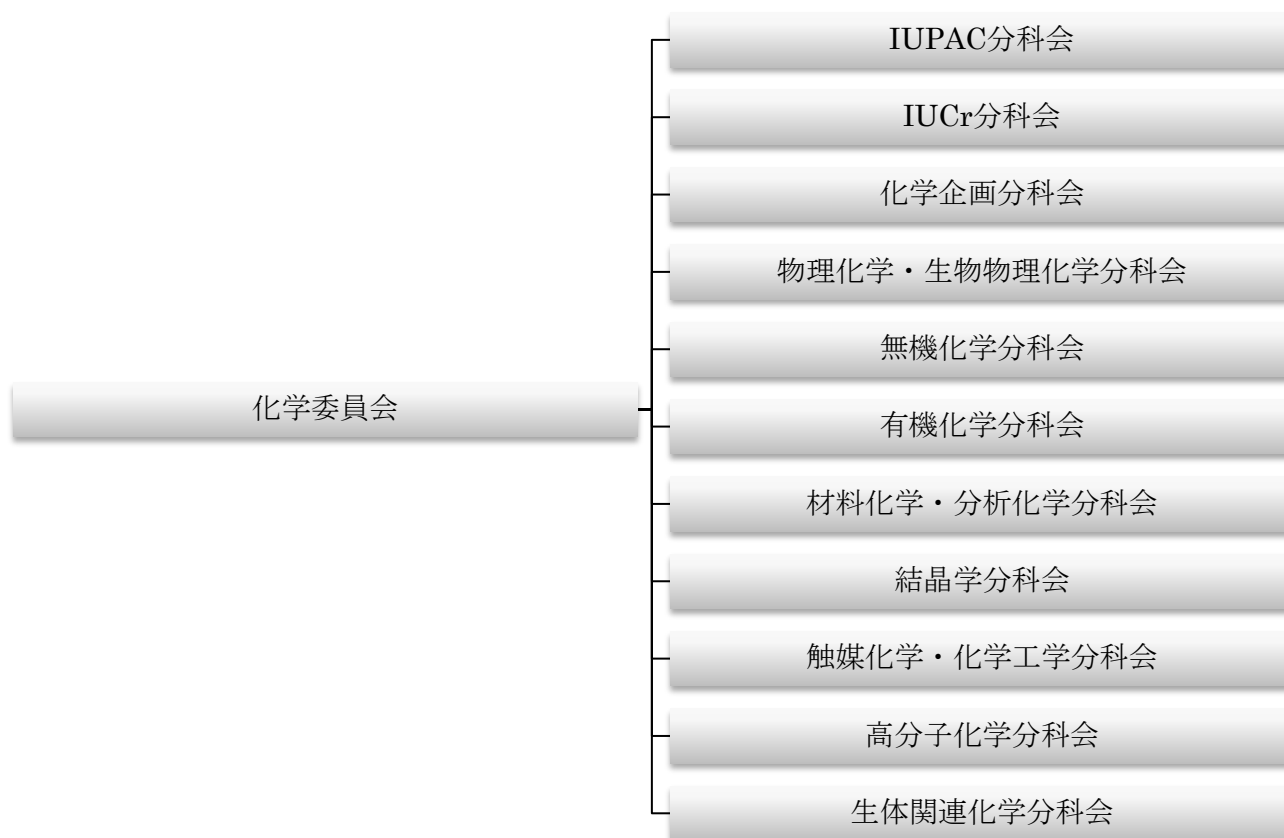 化学委員会
IUPAC分科会
IUCr分科会
化学企画分科会
物理化学・生物物理化学分科会
無機化学分科会
有機化学分科会
材料化学・分析化学分科会
結晶学分科会
触媒化学・化学工学分科会
高分子化学分科会
生体関連化学分科会